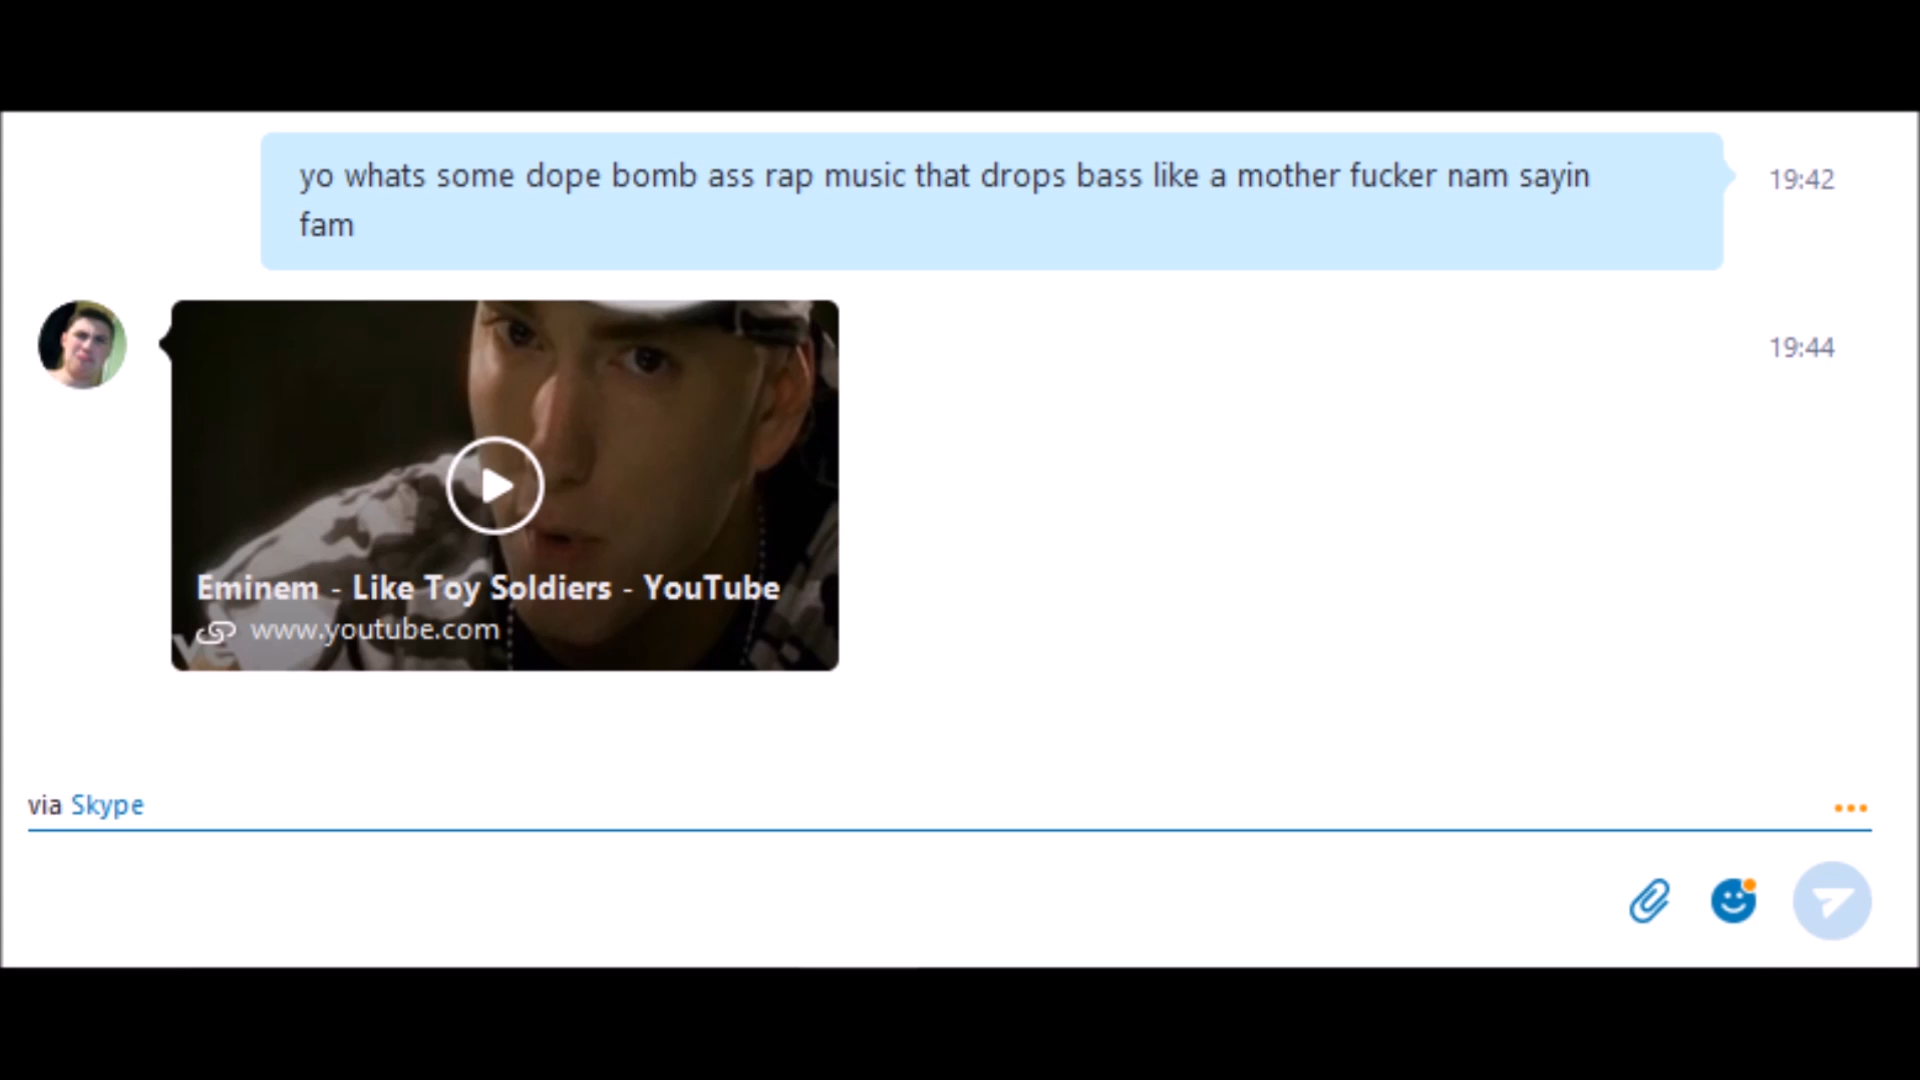 yo whats some dope bomb ass rap music that drops bass like a mother fucker nam sayin
fam
19:42
19:44
Eminem - Like Toy Soldiers - YouTube
www.youtube.com
via Skype